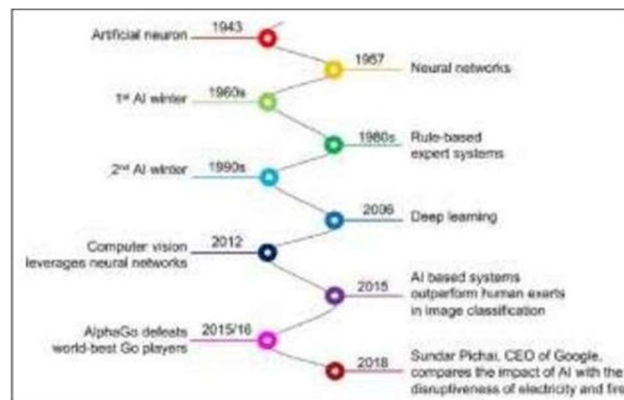 1943
Artificial neuron
1957
Neural networks
1960s
1st AI winter
1980s
Rule-based
expert systems
1990s
2nd AI winter
2006
Deep learning
2012
Computer vision
leverages neural networks
2015
AI based systems
outperform human exerts
in image classification
2015/16
AlphaGo defeats
world-best Go players
2018
Sundar Pichai, CEO of Google,
compares the impact of AI with the
disruptiveness of electricity and fire